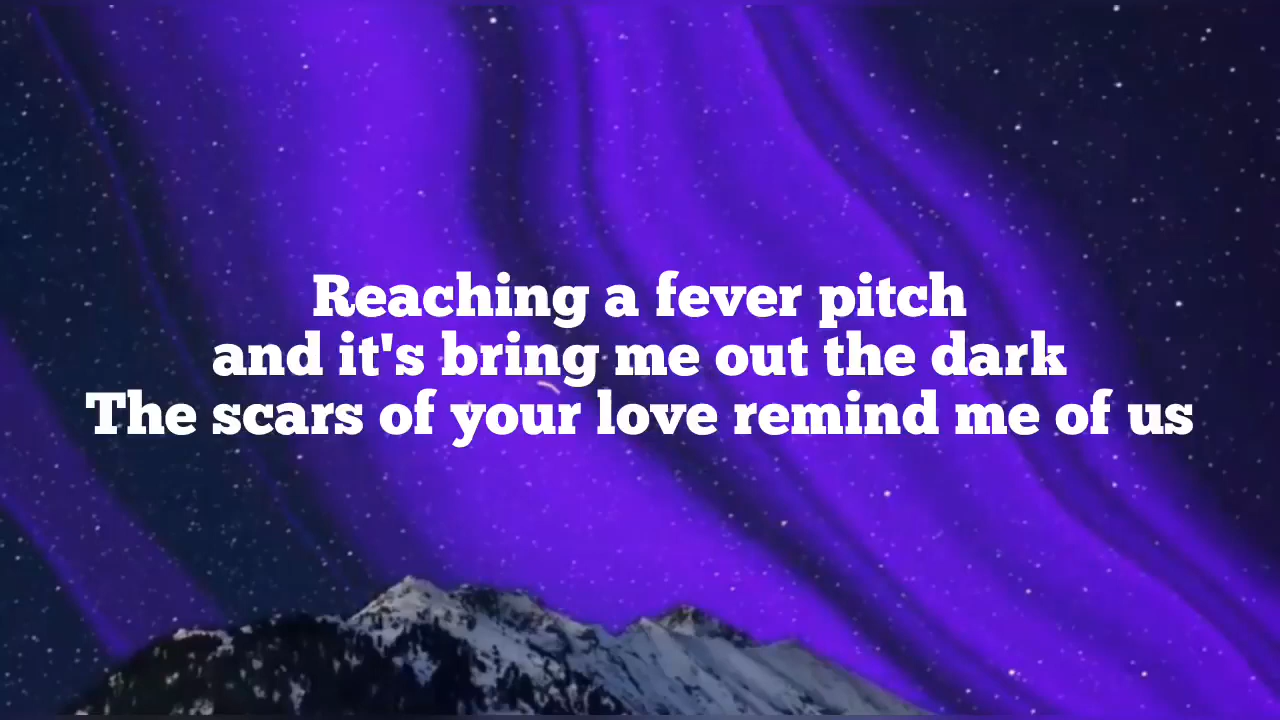 Reaching a fever pitch
and it's bring me out the dark
The scars of your love remind me of us